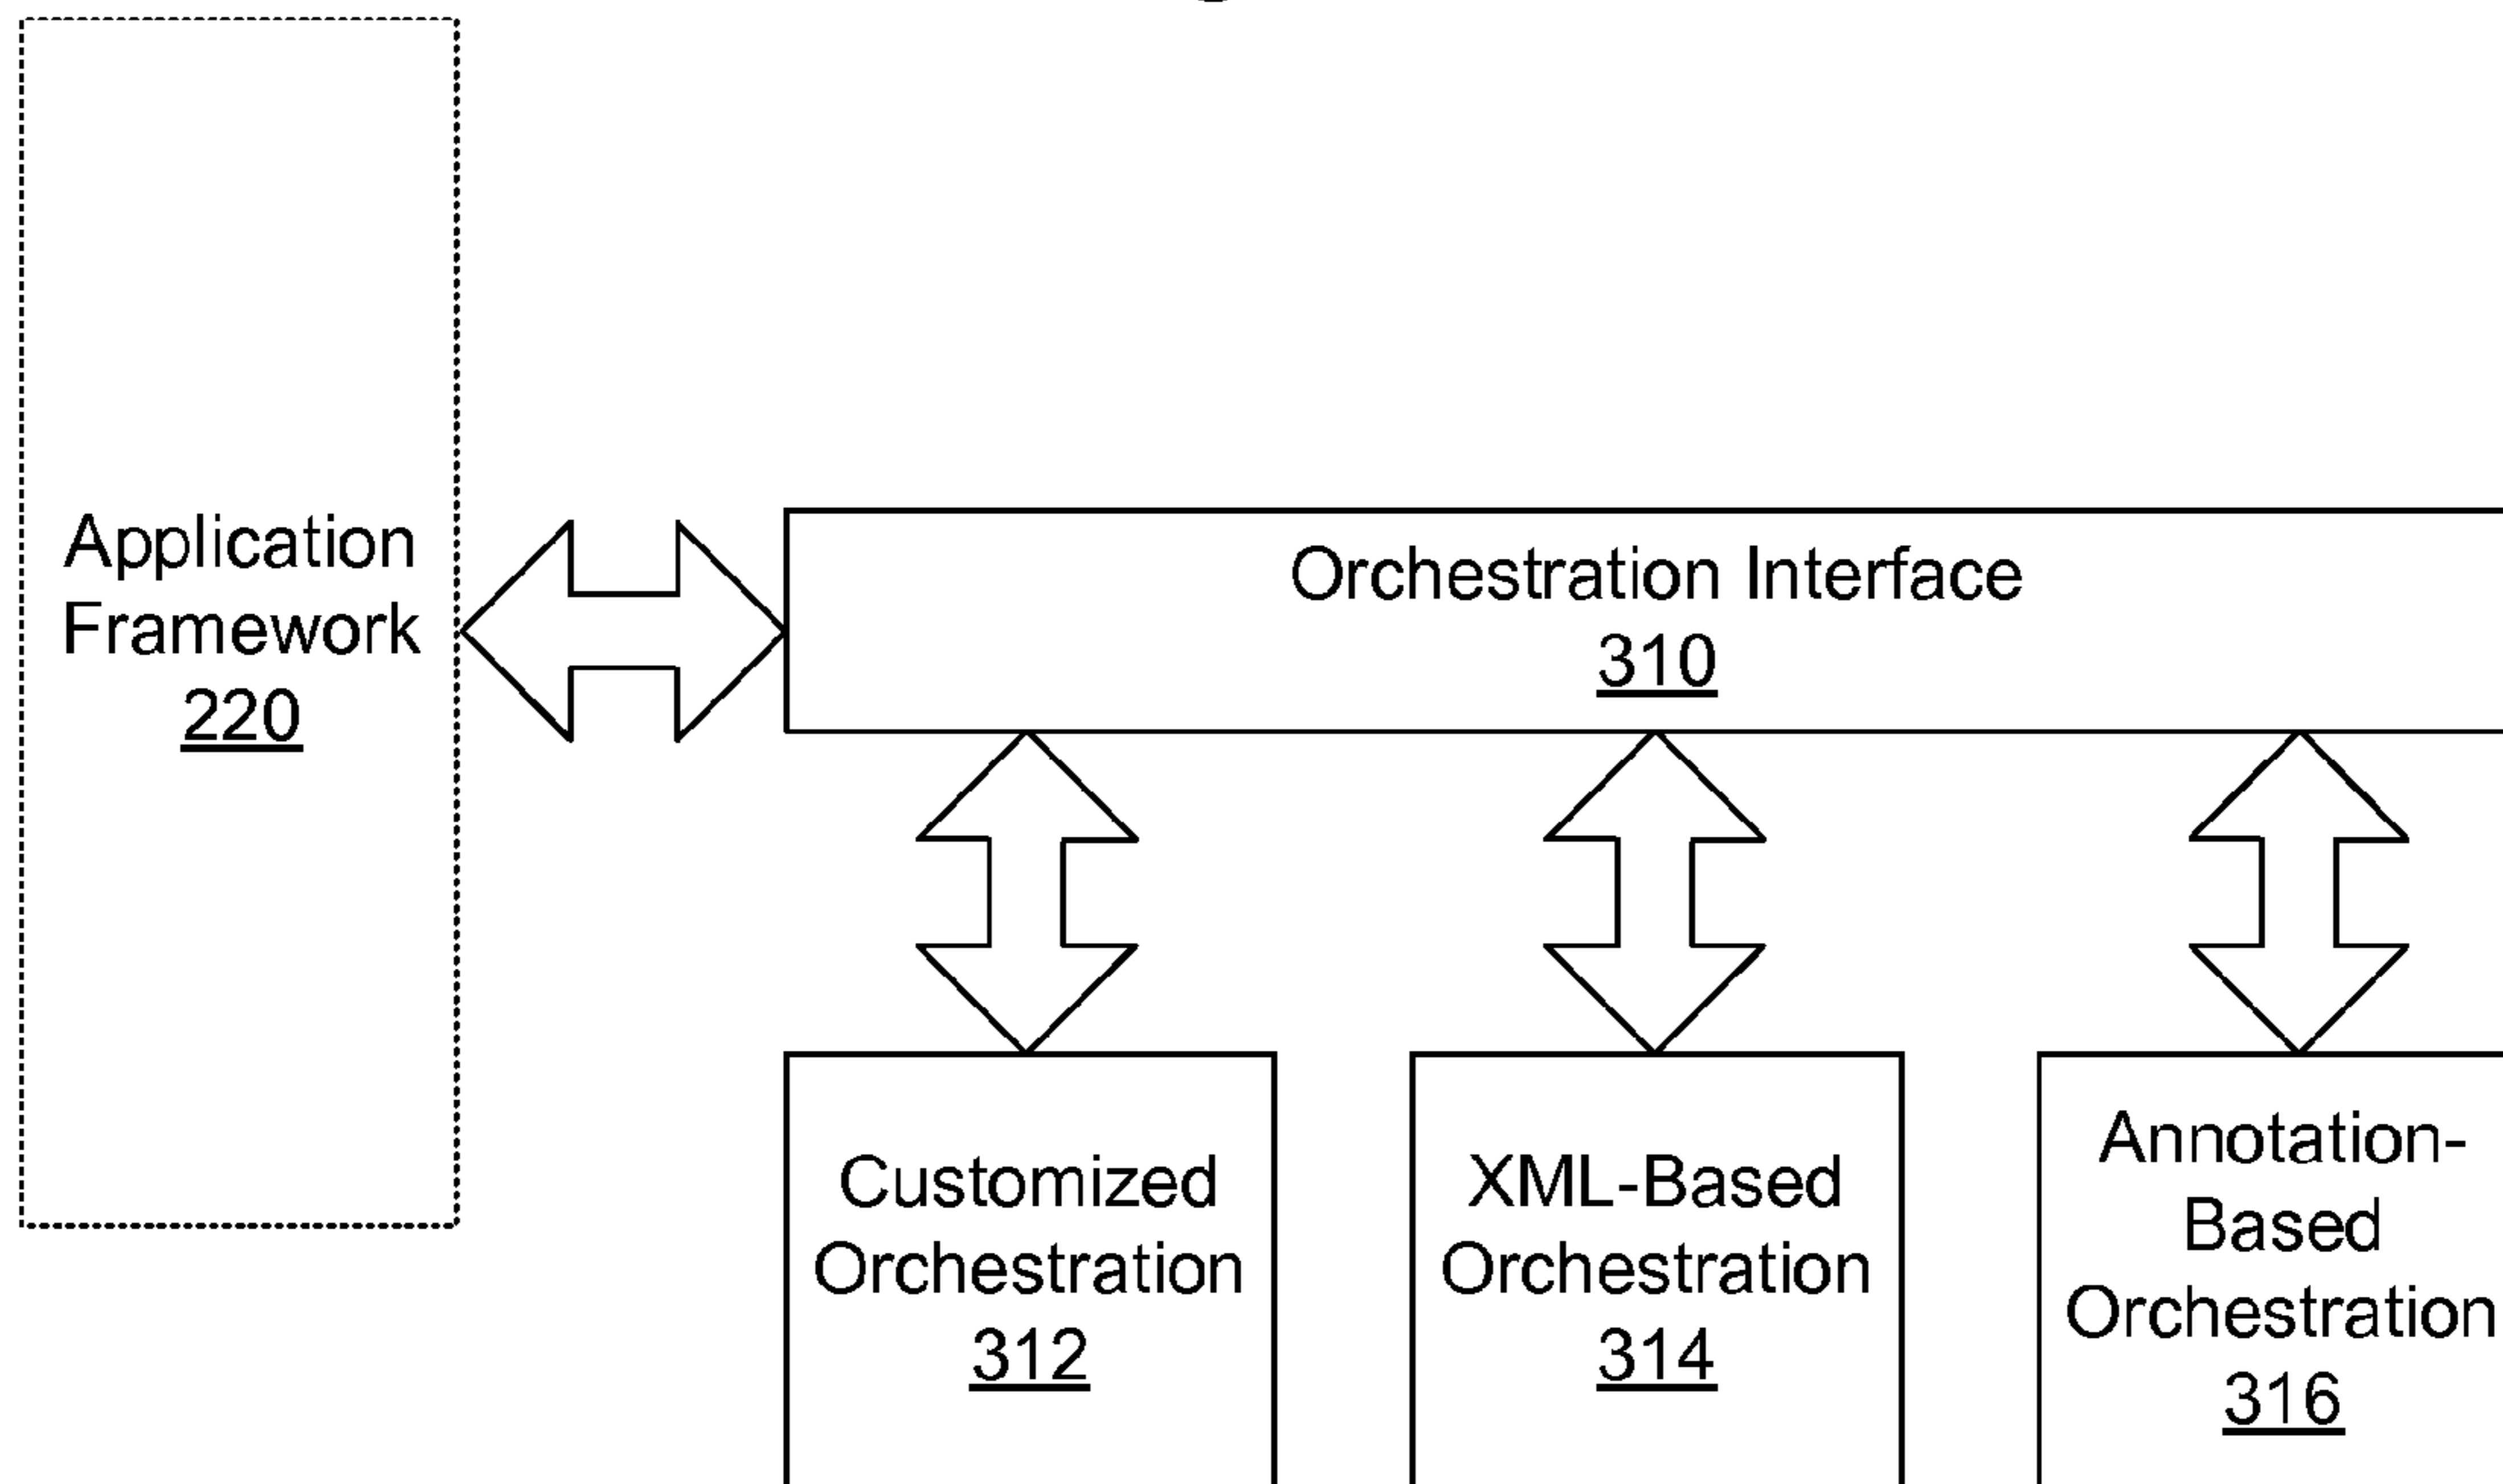 Application
Framework
220
Orchestration Interface
310
Customized
Orchestration
312
XML-Based
Orchestration
314
Annotation-
Based
Orchestration
316